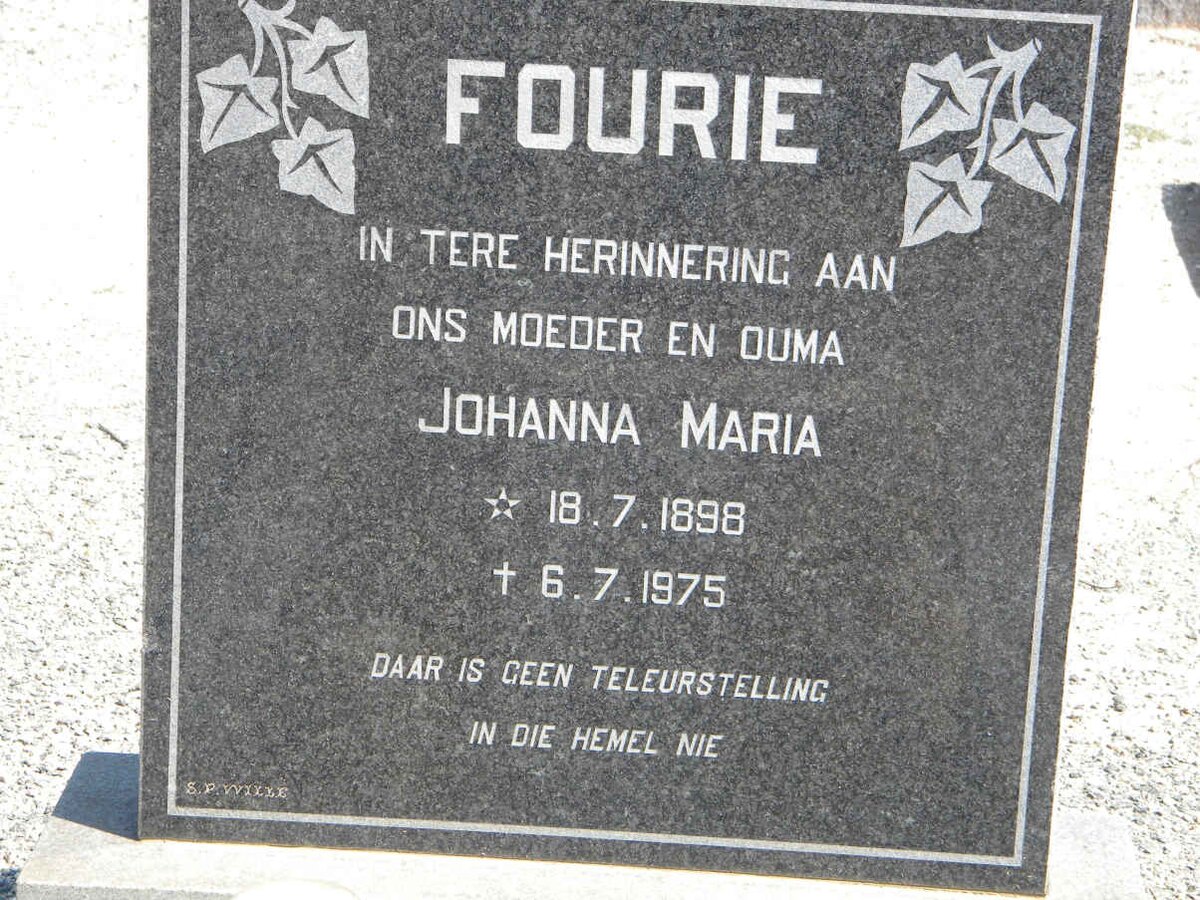 FOURIE
IN TERE HERINNERING AAN
ONS MOEDER EN OUMA
JOHANNA MARIA
☆ 18.7.1898
† 6.7.1975
DAAR IS GEEN TELEURSTELLING
IN DIE HEMEL NIE
S.P. WILLE